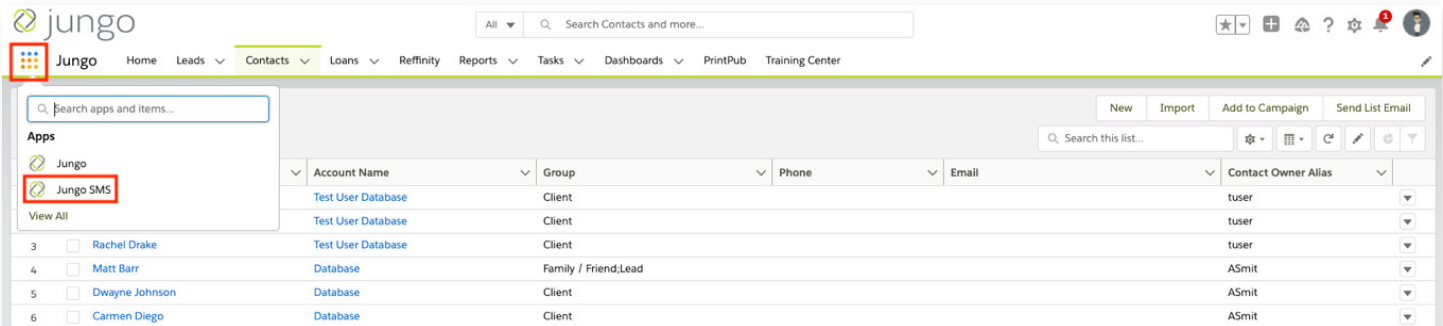 jungo
All
Search Contacts and more...
1
Jungo Home Leads Contacts Loans Reffinity Reports Tasks Dashboards PrintPub Training Center
Search apps and items...
Apps
Jungo
Jungo SMS
View All
New Import Add to Campaign Send List Email
Search this list...
Account Name Group Phone Email Contact Owner Alias
Test User Database Client tuser
Test User Database Client tuser
3 Rachel Drake Test User Database Client tuser
4 Matt Barr Database Family / Friend;Lead ASmit
5 Dwayne Johnson Database Client ASmit
6 Carmen Diego Database Client ASmit